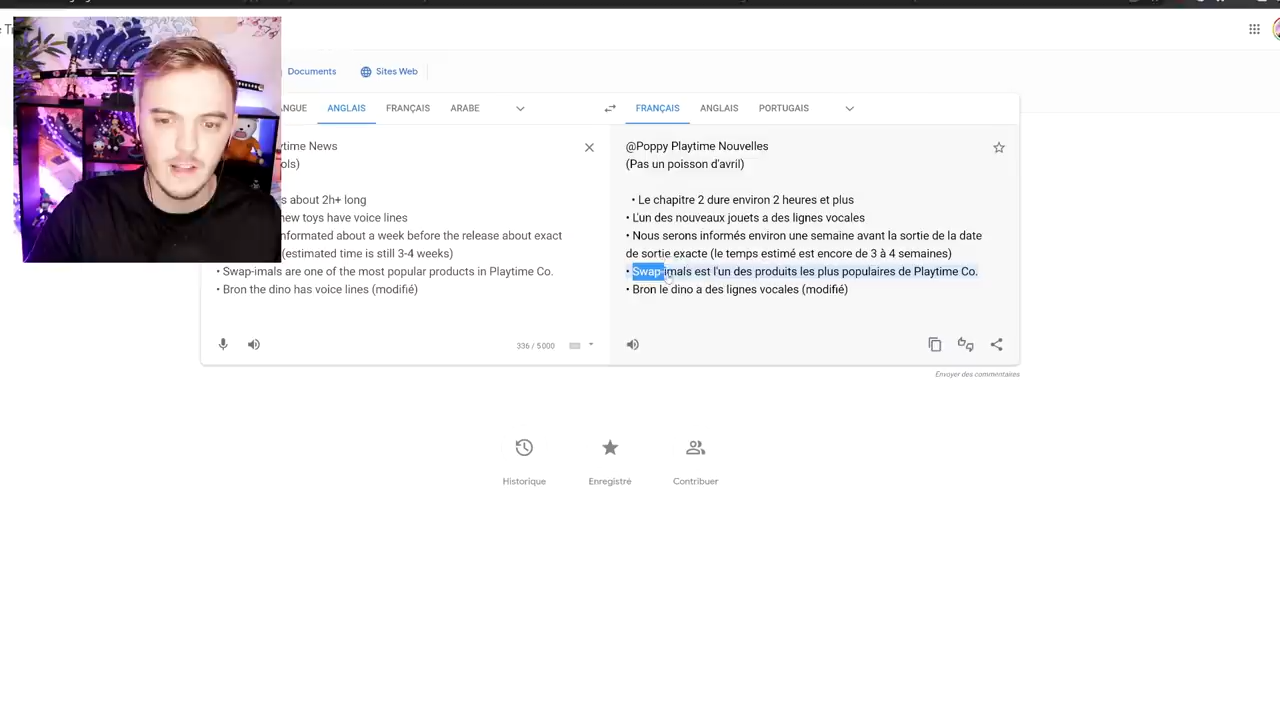 Documents
Sites Web
ANGLAIS
FRANÇAIS
ARABE
FRANÇAIS
ANGLAIS
PORTUGAIS
News
about 2h+ long
new toys have voice lines
about a week before the release about exact
(estimated time is still 3-4 weeks)
• Swap-imals are one of the most popular products in Playtime Co.
• Bron the dino has voice lines (modifié)
336 / 5 000
@Poppy Playtime Nouvelles
(Pas un poisson d'avril)
• Le chapitre 2 dure environ 2 heures et plus
• L'un des nouveaux jouets a des lignes vocales
• Nous serons informés environ une semaine avant la sortie de la date
de sortie exacte (le temps estimé est encore de 3 à 4 semaines)
• Swap-imals est l'un des produits les plus populaires de Playtime Co.
• Bron le dino a des lignes vocales (modifié)
Envoyer des commentaires
Historique
Enregistré
Contribuer